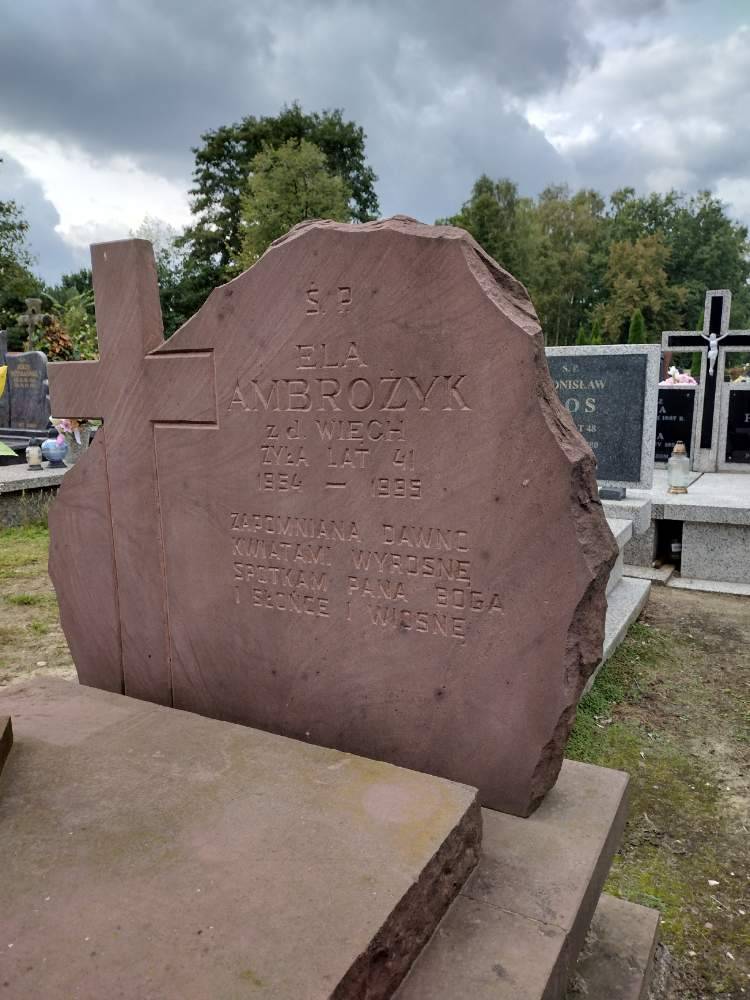 Ś. P.
ELA
AMBROŻYK
z d. WIECH
ŻYŁA LAT 41
1954 – 1995
ZAPOMNIANA DAWNO
KWIATAMI WYROSNĘ
SPOTKAM PANA BOGA
I SŁOŃCE I WIOSNĘ
Ś. P.